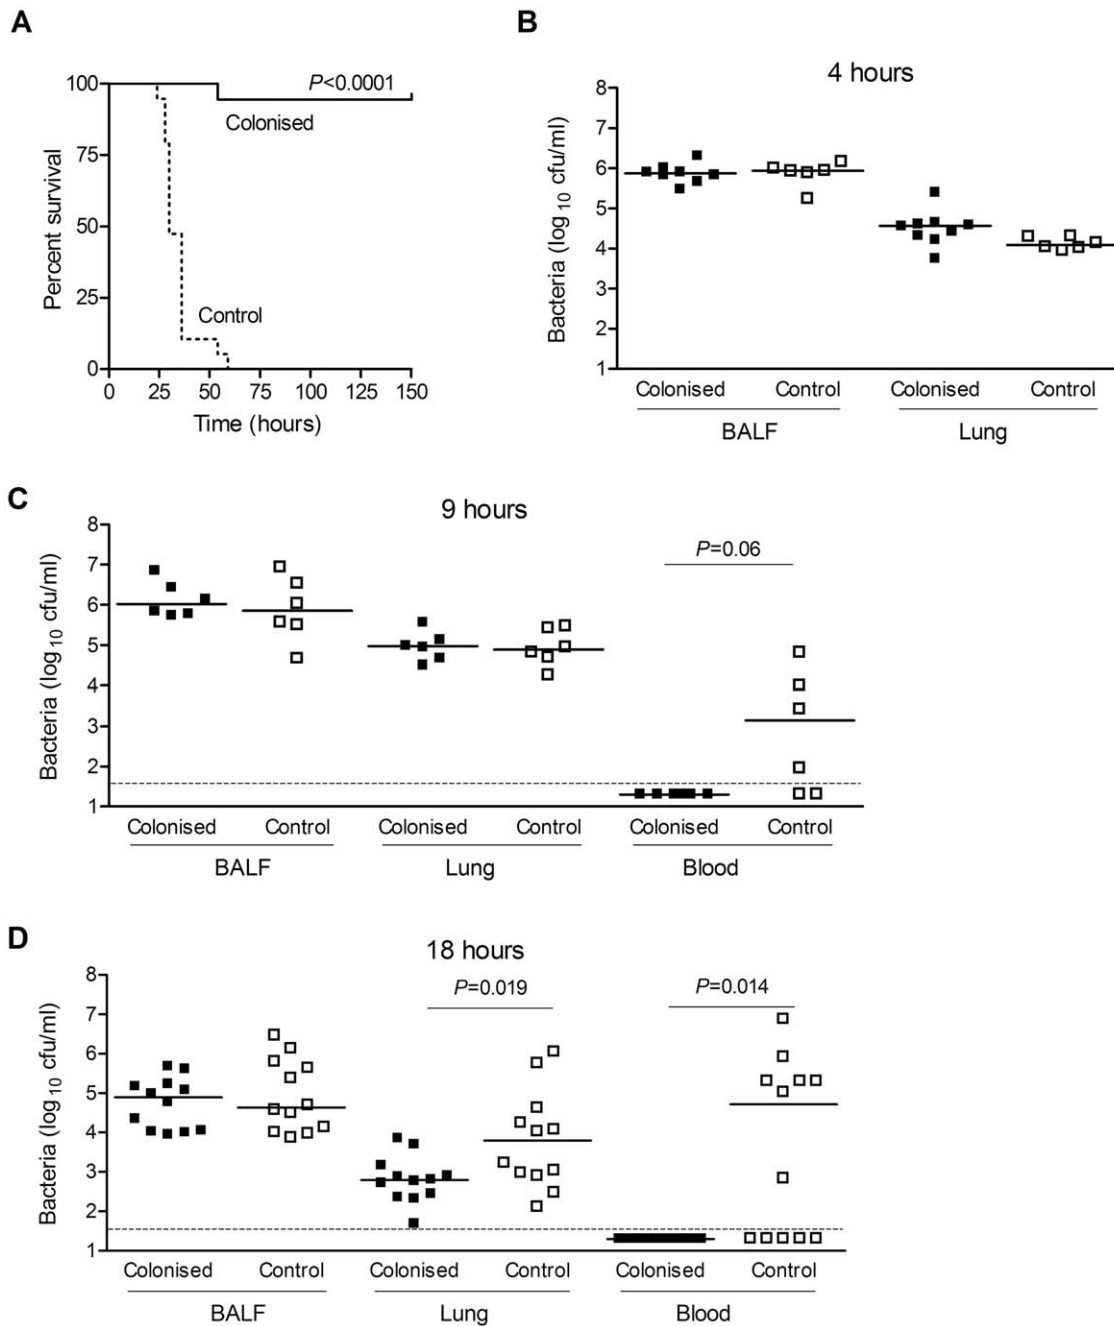 A
Percent survival
100
75
50
25
0
P<0.0001
Colonised
Control
0 25 50 75 100 125 150
Time (hours)
B
4 hours
Bacteria (log10 cfu/ml)
8
7
6
5
4
3
2
1
Colonised Control Colonised Control
BALF Lung
C
9 hours
Bacteria (log10 cfu/ml)
8
7
6
5
4
3
2
1
P=0.06
Colonised Control Colonised Control Colonised Control
BALF Lung Blood
D
18 hours
Bacteria (log10 cfu/ml)
8
7
6
5
4
3
2
1
P=0.019 P=0.014
Colonised Control Colonised Control Colonised Control
BALF Lung Blood